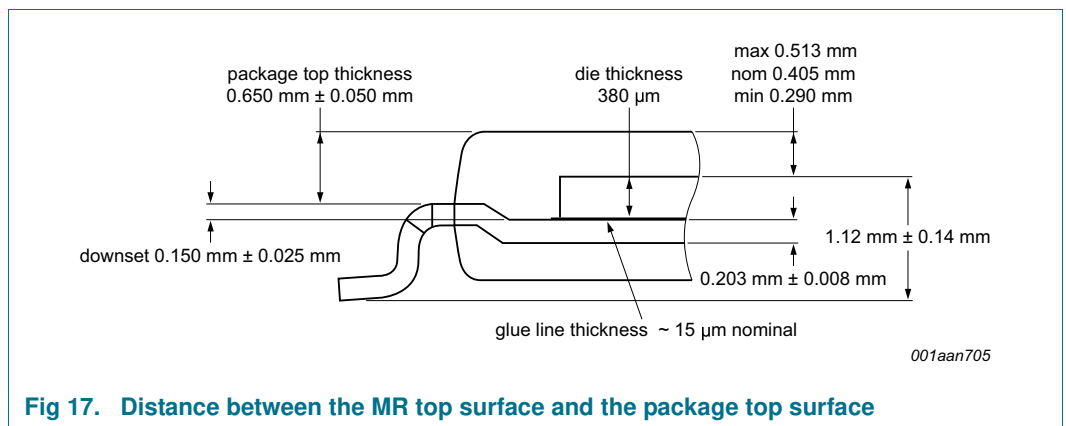 max 0.513 mm
nom 0.405 mm
min 0.290 mm
package top thickness
0.650 mm ± 0.050 mm
die thickness
380 µm
downset 0.150 mm ± 0.025 mm
1.12 mm ± 0.14 mm
0.203 mm ± 0.008 mm
glue line thickness ~ 15 µm nominal
001aan705
Fig 17. Distance between the MR top surface and the package top surface